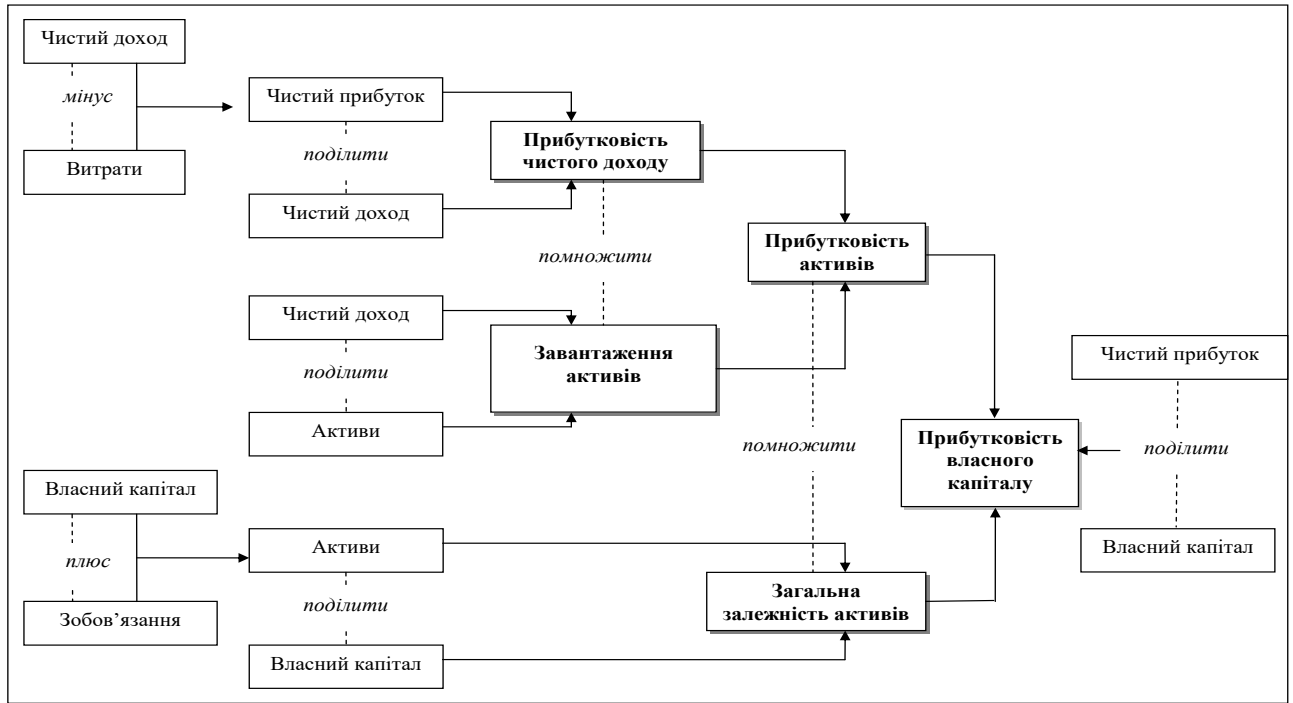 Чистий доход
мінус
Витрати
Чистий прибуток
поділити
Чистий доход
Прибутковість
чистого доходу
помножити
Чистий доход
поділити
Активи
Завантаження
активів
Прибутковість
активів
помножити
Власний капітал
плюс
Зобов’язання
Активи
поділити
Власний капітал
Загальна
залежність активів
Прибутковість
власного
капіталу
Чистий прибуток
поділити
Власний капітал